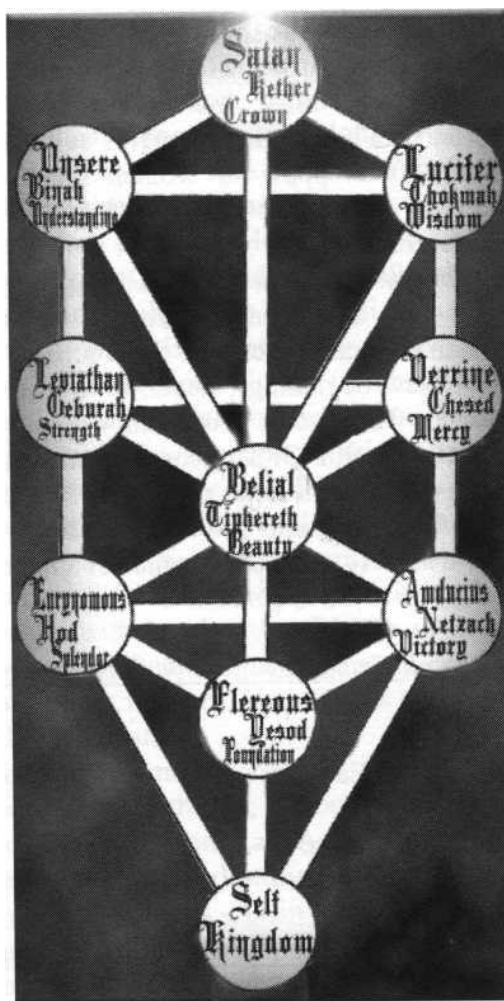 Satan
Kether
Crown
Unsere
Binah
Understanding
Lucifer
Chokmah
Wisdom
Leviathan
Geburah
Strength
Verrine
Chesed
Mercy
Belial
Tiphereth
Beauty
Eurynomous
Hod
Splendor
Amducius
Netzach
Victory
Flereous
Yesod
Foundation
Self
Kingdom